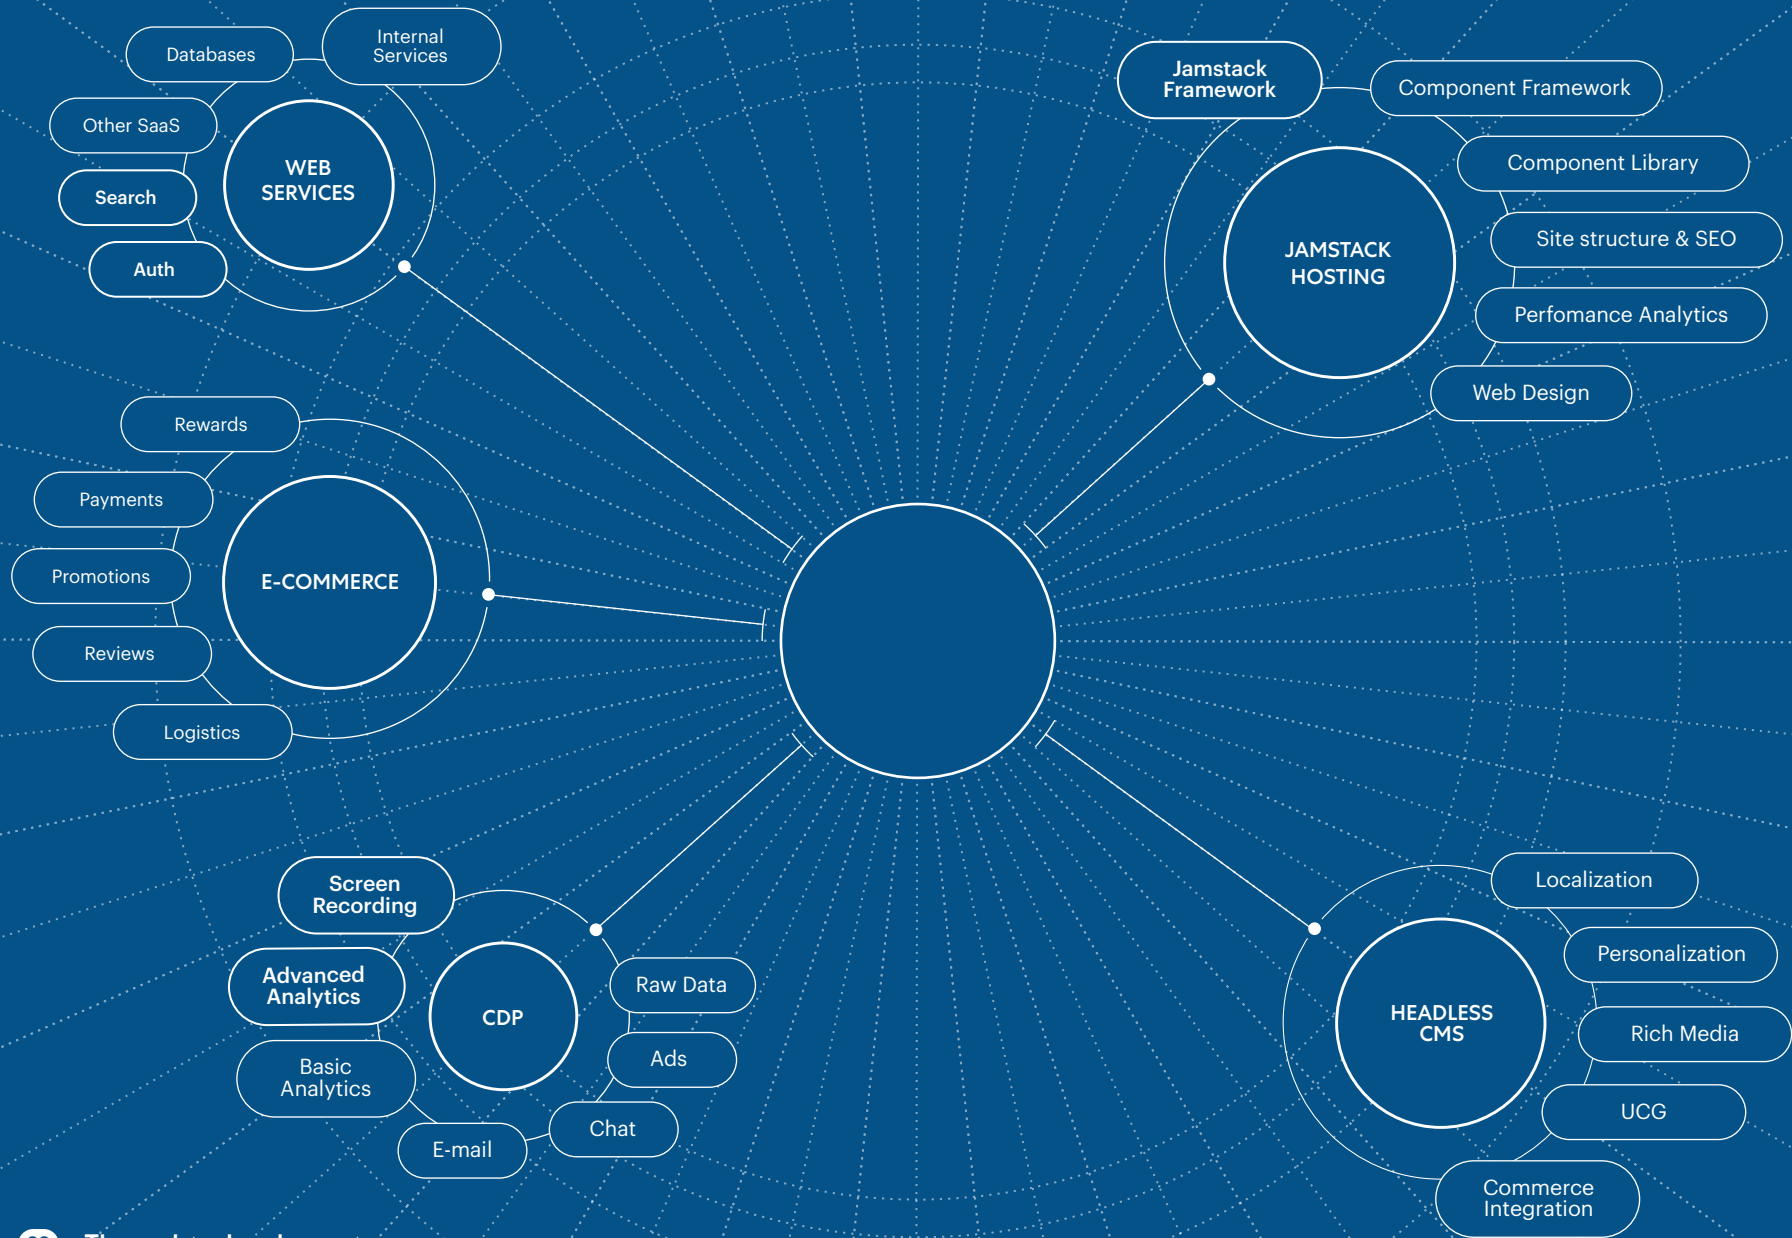 Databases
Internal
Services
Other SaaS
Search
Auth
WEB
SERVICES
Jamstack
Framework
Component Framework
Component Library
Site structure & SEO
Perfomance Analytics
Web Design
JAMSTACK
HOSTING
Rewards
Payments
Promotions
Reviews
Logistics
E-COMMERCE
Screen
Recording
Advanced
Analytics
Basic
Analytics
E-mail
Chat
Ads
Raw Data
CDP
Localization
Personalization
Rich Media
UCG
Commerce
Integration
HEADLESS
CMS